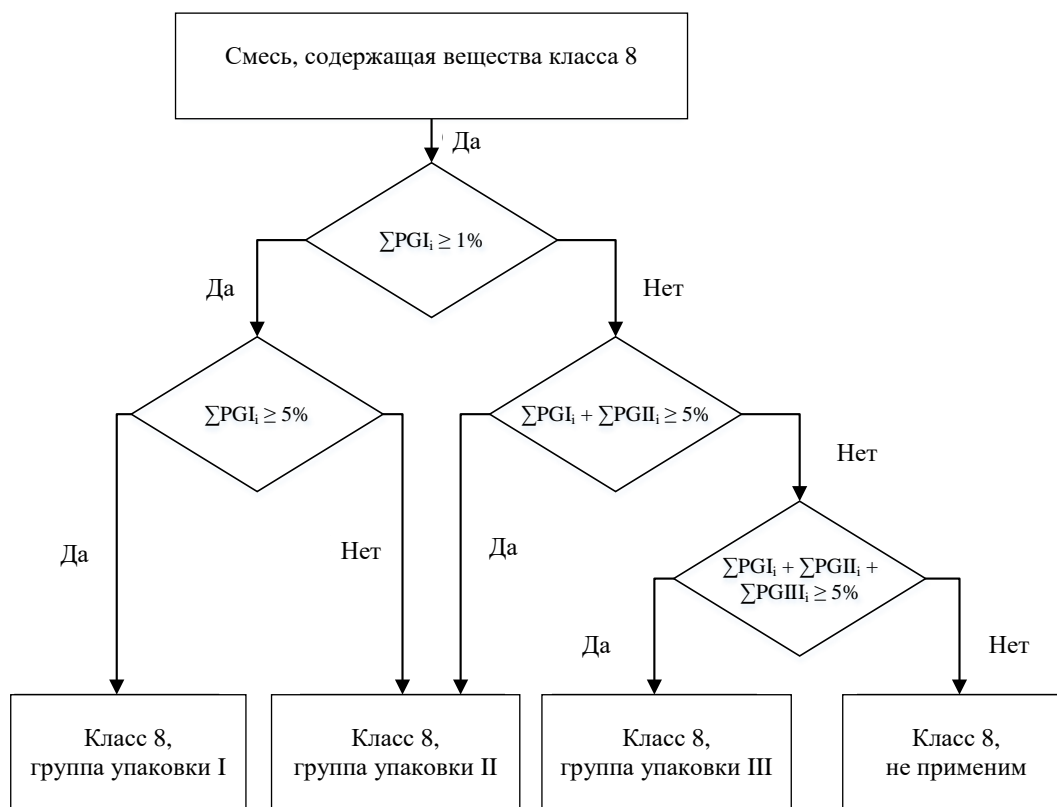 Смесь, содержащая вещества класса 8
Да
∑PGIᵢ ≥ 1%
Да
Нет
∑PGIᵢ ≥ 5%
∑PGIᵢ + ∑PGIIᵢ ≥ 5%
Нет
Да
Нет
Да
∑PGIᵢ + ∑PGIIᵢ +
∑PGIIIᵢ ≥ 5%
Да
Нет
Класс 8,
группа упаковки I
Класс 8,
группа упаковки II
Класс 8,
группа упаковки III
Класс 8,
не применим